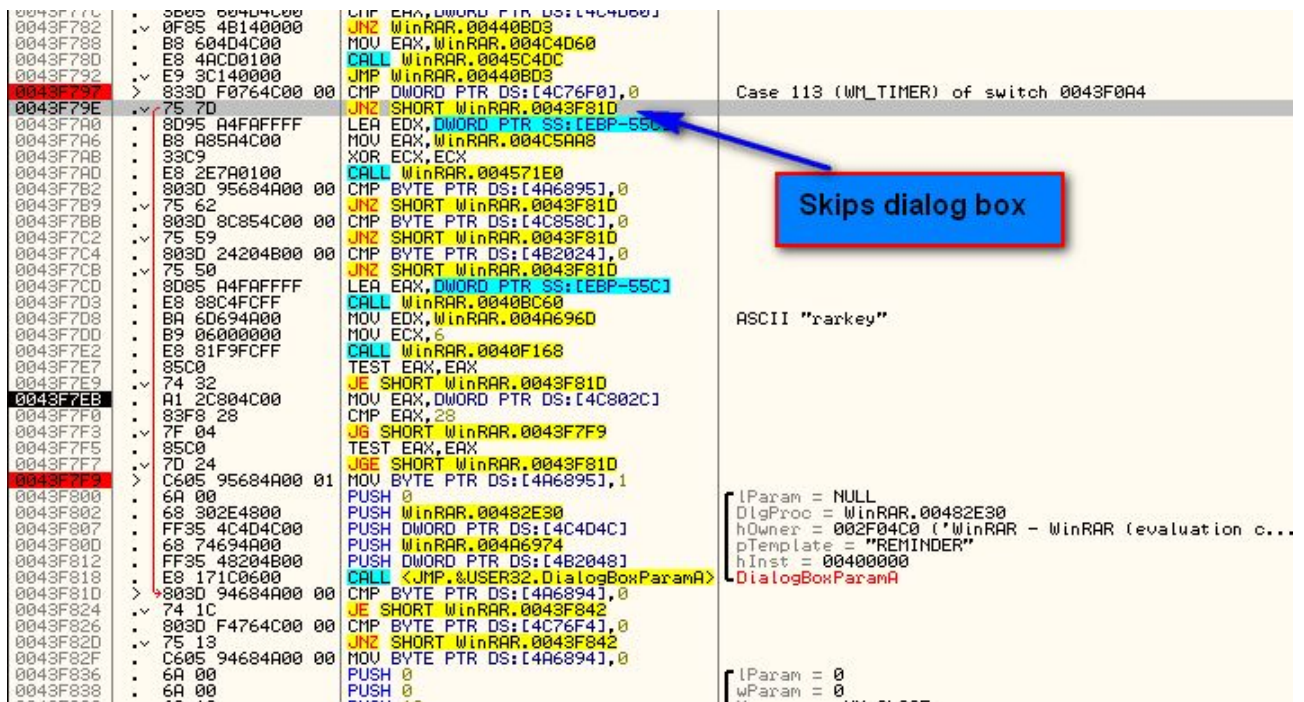 0043F77C . 3B05 604D4C00 CMP EAX,DWORD PTR DS:[4C4D60]
0043F782 .v 0F85 4B140000 JNZ WinRAR.00440BD3
0043F788 . B8 604D4C00 MOV EAX,WinRAR.004C4D60
0043F78D . E8 4ACD0100 CALL WinRAR.0045C4DC
0043F792 .v E9 3C140000 JMP WinRAR.00440BD3
0043F797 > 833D F0764C00 00 CMP DWORD PTR DS:[4C76F0],0 Case 113 (WM_TIMER) of switch 0043F0A4
0043F79E .v 75 7D JNZ SHORT WinRAR.0043F81D
0043F7A0 . 8D95 A4FAFFFF LEA EDX,DWORD PTR SS:[EBP-55C]
0043F7A6 . B8 A85A4C00 MOV EAX,WinRAR.004C5AA8
0043F7AB . 33C9 XOR ECX,ECX
0043F7AD . E8 2E7A0100 CALL WinRAR.004571E0
0043F7B2 . 803D 95684A00 00 CMP BYTE PTR DS:[4A6895],0
0043F7B9 .v 75 62 JNZ SHORT WinRAR.0043F81D
Skips dialog box
0043F7BB . 803D 8C854C00 00 CMP BYTE PTR DS:[4C858C],0
0043F7C2 .v 75 59 JNZ SHORT WinRAR.0043F81D
0043F7C4 . 803D 24204B00 00 CMP BYTE PTR DS:[4B2024],0
0043F7CB .v 75 50 JNZ SHORT WinRAR.0043F81D
0043F7CD . 8D85 A4FAFFFF LEA EAX,DWORD PTR SS:[EBP-55C]
0043F7D3 . E8 88C4FCFF CALL WinRAR.0040BC60
0043F7D8 . BA 6D694A00 MOV EDX,WinRAR.004A696D ASCII "rarkey"
0043F7DD . B9 06000000 MOV ECX,6
0043F7E2 . E8 81F9FCFF CALL WinRAR.0040F168
0043F7E7 . 85C0 TEST EAX,EAX
0043F7E9 .v 74 32 JE SHORT WinRAR.0043F81D
0043F7EB . A1 2C804C00 MOV EAX,DWORD PTR DS:[4C802C]
0043F7F0 . 83F8 28 CMP EAX,28
0043F7F3 .v 7F 04 JG SHORT WinRAR.0043F7F9
0043F7F5 . 85C0 TEST EAX,EAX
0043F7F7 .v 7D 24 JGE SHORT WinRAR.0043F81D
0043F7F9 > C605 95684A00 01 MOV BYTE PTR DS:[4A6895],1
0043F800 . 6A 00 PUSH 0 lParam = NULL
0043F802 . 68 302E4800 PUSH WinRAR.00482E30 DlgProc = WinRAR.00482E30
0043F807 . FF35 4C4D4C00 PUSH DWORD PTR DS:[4C4D4C] hOwner = 002F04C0 ('WinRAR - WinRAR (evaluation c...
0043F80D . 68 74694A00 PUSH WinRAR.004A6974 pTemplate = "REMINDER"
0043F812 . FF35 48204B00 PUSH DWORD PTR DS:[4B2048] hInst = 00400000
0043F818 . E8 171C0600 CALL <JMP.&USER32.DialogBoxParamA> DialogBoxParamA
0043F81D > 803D 94684A00 00 CMP BYTE PTR DS:[4A6894],0
0043F824 .v 74 1C JE SHORT WinRAR.0043F842
0043F826 . 803D F4764C00 00 CMP BYTE PTR DS:[4C76F4],0
0043F82D .v 75 13 JNZ SHORT WinRAR.0043F842
0043F82F . C605 94684A00 00 MOV BYTE PTR DS:[4A6894],0
0043F836 . 6A 00 PUSH 0 lParam = 0
0043F838 . 6A 00 PUSH 0 wParam = 0